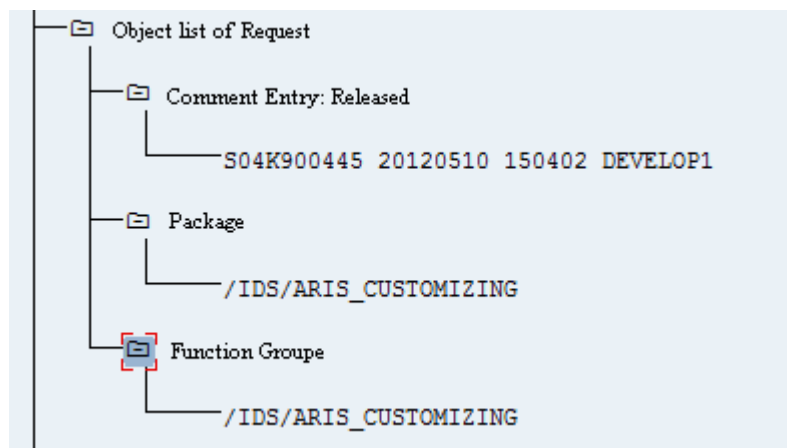 Object list of Request
Comment Entry: Released
S04K900445 20120510 150402 DEVELOP1
Package
/IDS/ARIS_CUSTOMIZING
Function Groupe
/IDS/ARIS_CUSTOMIZING